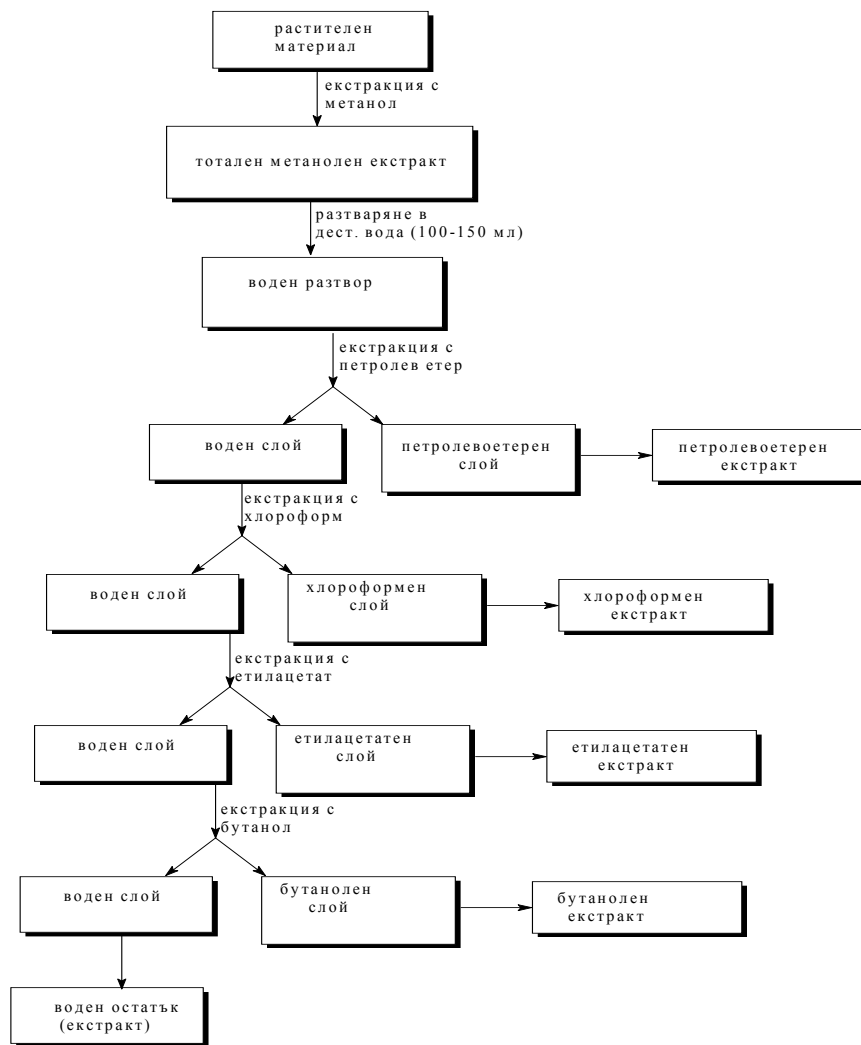 растителен
материал
екстракция с
метанол
тотален метанолен екстракт
разтваряне в
дест. вода (100-150 мл)
воден разтвор
екстракция с
петролев етер
воден слой
петролевоетерен
слой
петролевоетерен
екстракт
екстракция с
хлороформ
воден слой
хлороформен
слой
хлороформен
екстракт
екстракция с
етилацетат
воден слой
етилацетатен
слой
етилацетатен
екстракт
екстракция с
бутанол
воден слой
бутанолен
слой
бутанолен
екстракт
воден остатък
(екстракт)